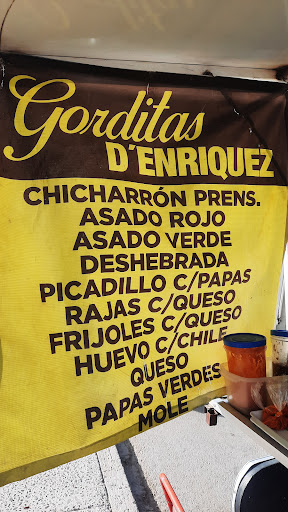 Gorditas
D'ENRIQUEZ
CHICHARRÓN PRENS.
ASADO ROJO
ASADO VERDE
DESHEBRADA
PICADILLO C/PAPAS
RAJAS C/QUESO
FRIJOLES C/QUESO
HUEVO C/CHILE
QUESO
PAPAS VERDES
MOLE